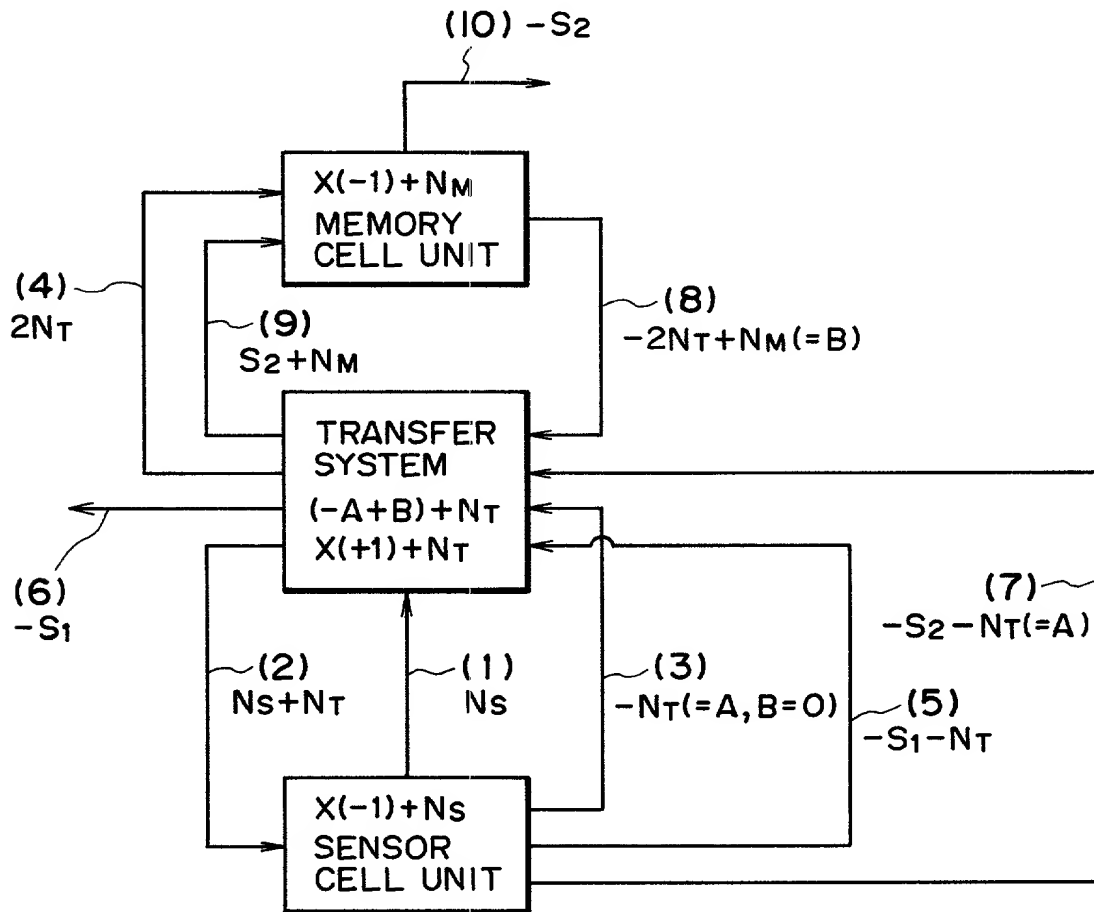 (10) -S2
X(-1)+NM
MEMORY
CELL UNIT
(4)
2NT
(9)
S2+NM
(8)
-2NT+NM(=B)
TRANSFER
SYSTEM
(-A+B)+NT
X(+1)+NT
(6)
-S1
(7)
-S2-NT(=A)
(2)
NS+NT
(1)
NS
(3)
-NT(=A, B=0)
(5)
-S1-NT
X(-1)+NS
SENSOR
CELL UNIT